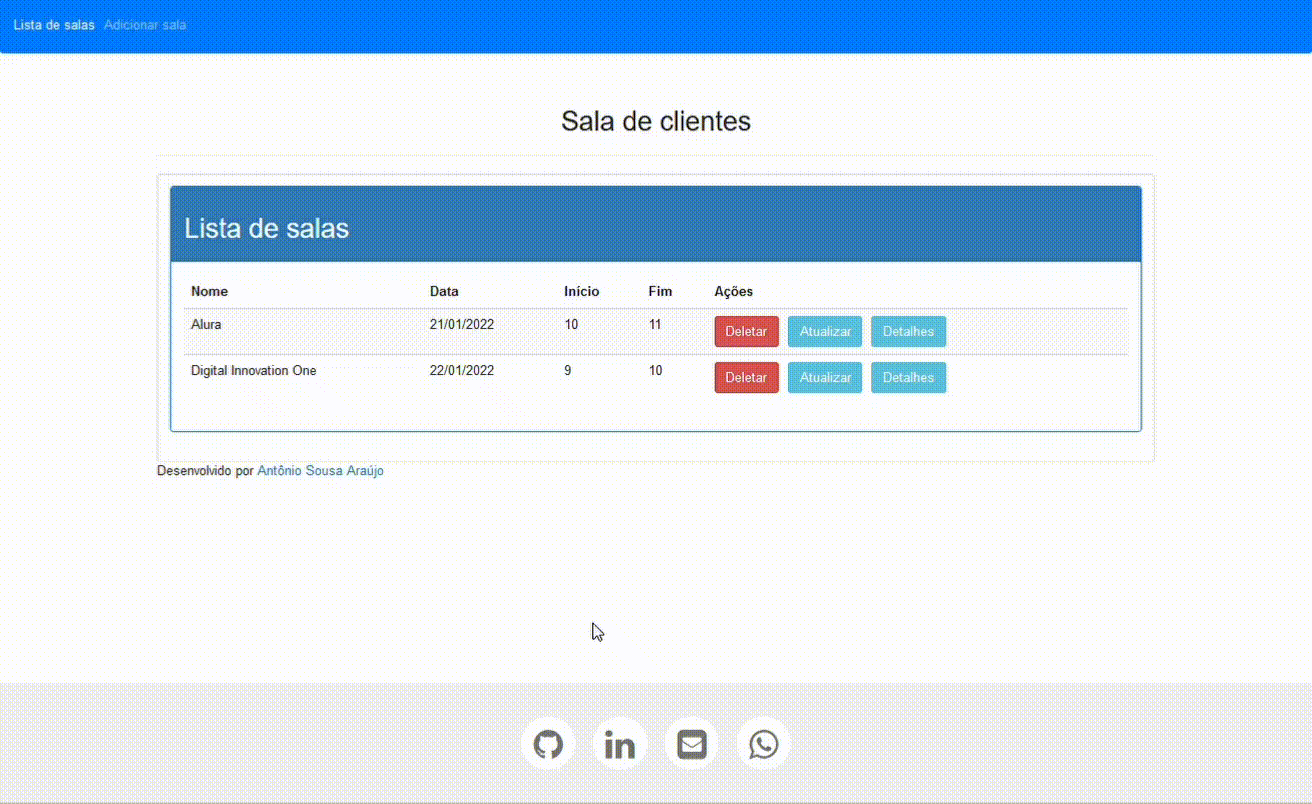 Lista de salas Adicionar sala
Sala de clientes
Lista de salas
Nome Data Início Fim Ações
Alura 21/01/2022 10 11 Deletar Atualizar Detalhes
Digital Innovation One 22/01/2022 9 10 Deletar Atualizar Detalhes
Desenvolvido por Antônio Sousa Araújo
in